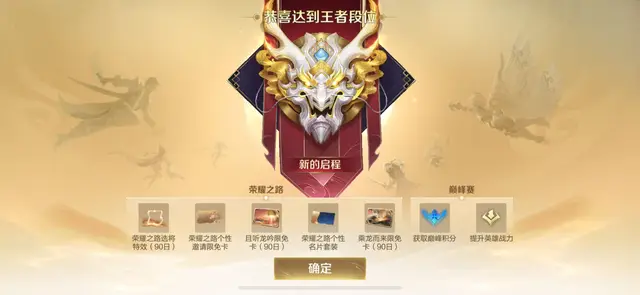 恭喜达到王者段位
新的启程
荣耀之路
巅峰赛
荣耀之路选将
特效（90日）
荣耀之路个性
邀请限免卡
且听龙吟限免
卡（90日）
荣耀之路个性
名片套装
乘龙而来限免
卡（90日）
获取巅峰积分
提升英雄战力
确定